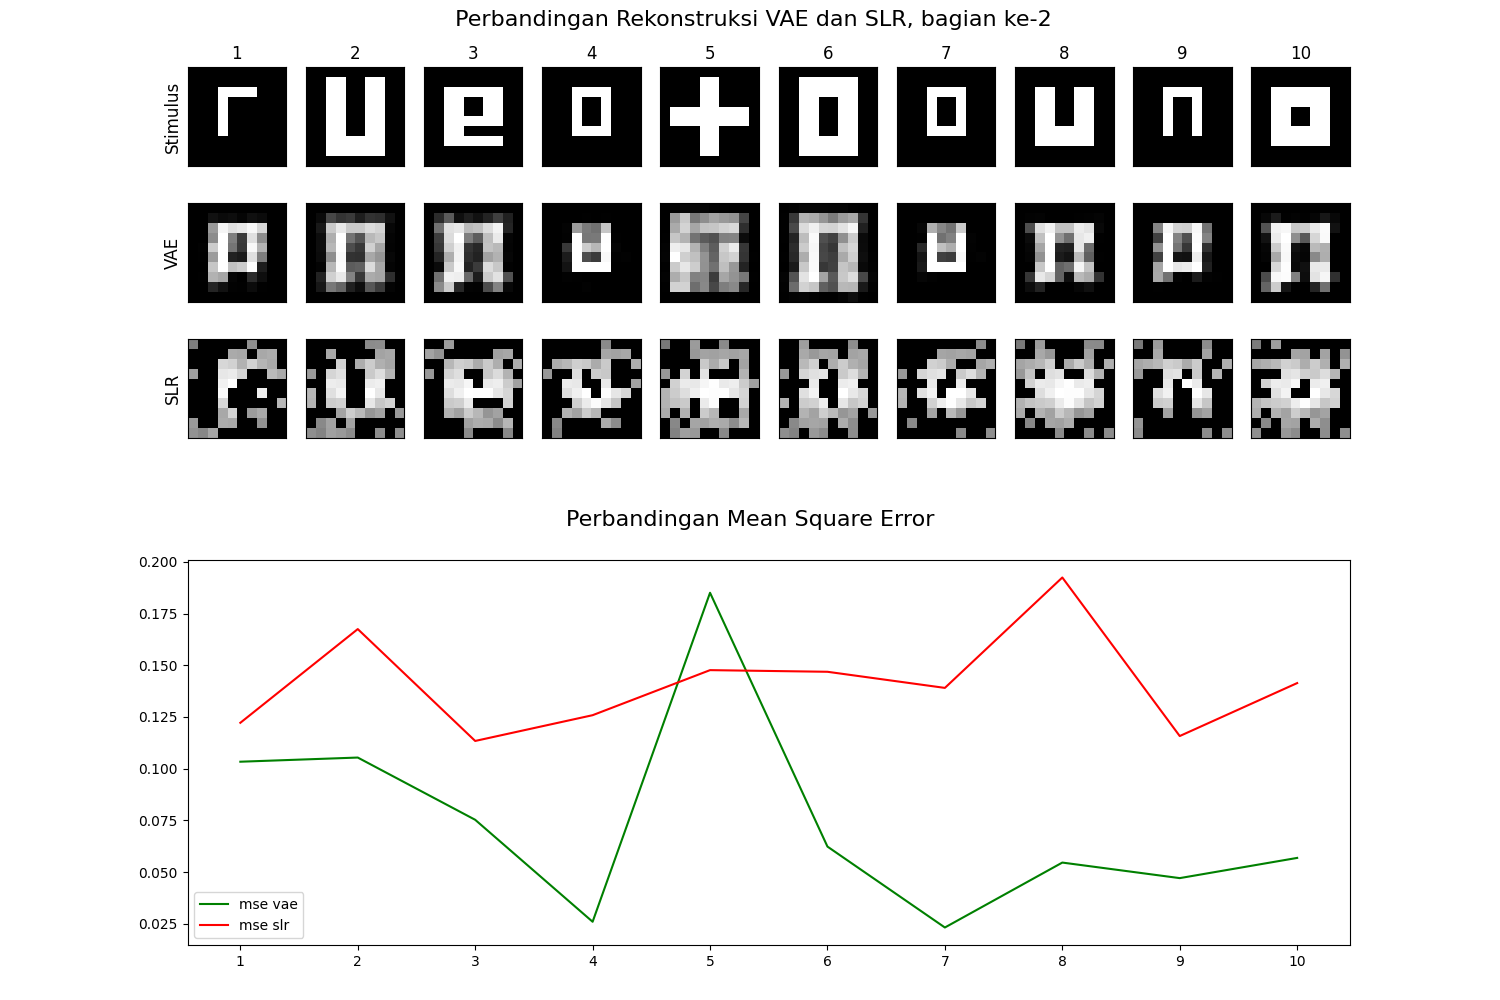 Perbandingan Rekonstruksi VAE dan SLR, bagian ke-2
1 2 3 4 5 6 7 8 9 10
Stimulus
VAE
SLR
Perbandingan Mean Square Error
0.200
0.175
0.150
0.125
0.100
0.075
0.050
0.025
mse vae
mse slr
1 2 3 4 5 6 7 8 9 10